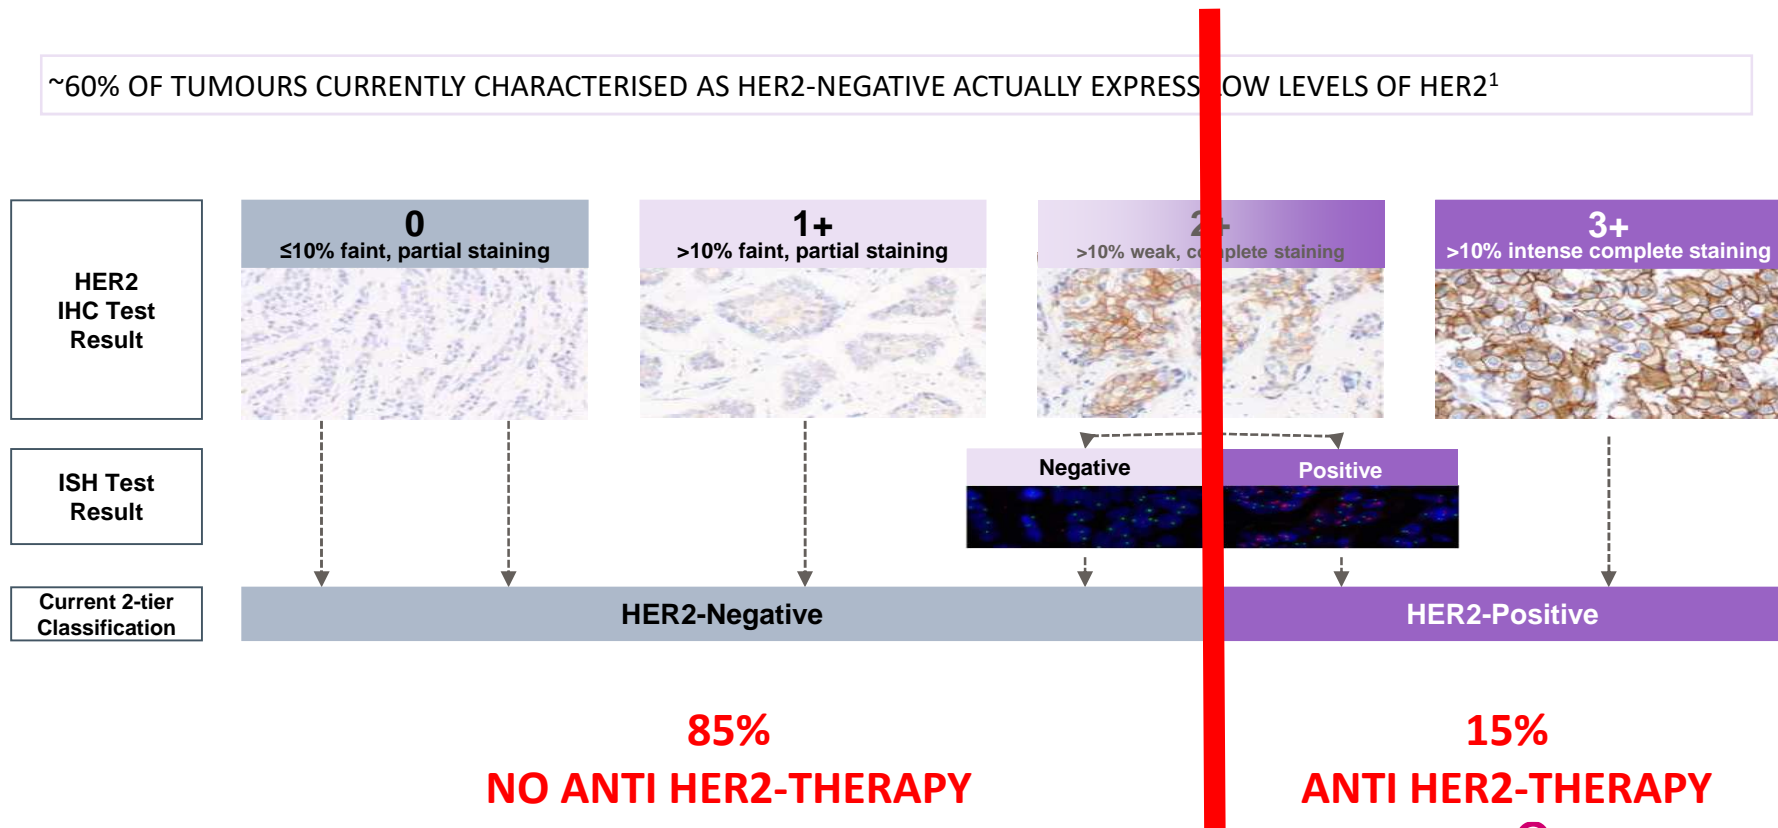 ~60% OF TUMOURS CURRENTLY CHARACTERISED AS HER2-NEGATIVE ACTUALLY EXPRESS LOW LEVELS OF HER2¹
HER2
IHC Test
Result
0
≤10% faint, partial staining
1+
>10% faint, partial staining
2+
>10% weak, complete staining
3+
>10% intense complete staining
ISH Test
Result
Negative
Positive
Current 2-tier
Classification
HER2-Negative
HER2-Positive
85%
NO ANTI HER2-THERAPY
15%
ANTI HER2-THERAPY